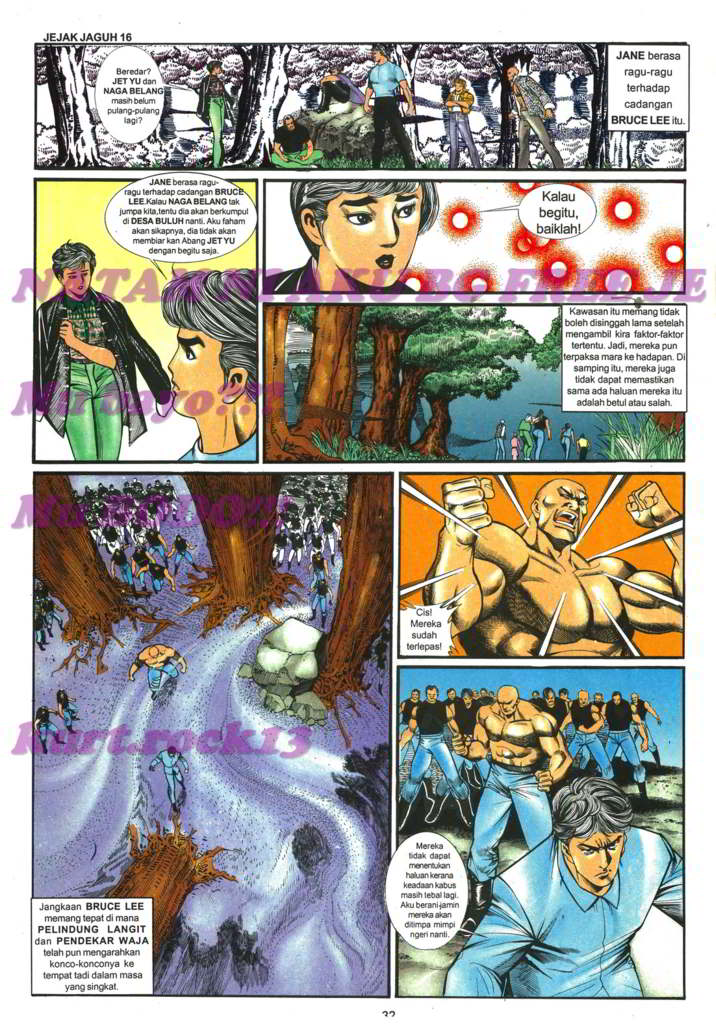 JEJAK JAGUH 16
Beredar?
JET YU dan
NAGA BELANG
masih belum
pulang-pulang
lagi?
JANE berasa
ragu-ragu
terhadap
cadangan
BRUCE LEE itu.
JANE berasa ragu-
ragu terhadap cadangan BRUCE
LEE.Kalau NAGA BELANG tak
jumpa kita,tentu dia akan berkumpul
di DESA BULUH nanti. Aku faham
akan sikapnya, dia tidak akan
membiar kan Abang JET YU
dengan begitu saja.
Kalau
begitu,
baiklah!
Kawasan itu memang tidak
boleh disinggah lama setelah
mengambil kira faktor-faktor
tertentu. Jadi, mereka pun
terpaksa mara ke hadapan. Di
samping itu, mereka juga
tidak dapat memastikan
sama ada haluan mereka itu
adalah betul atau salah.
Mu BODO!!
Kurt.rock13
Cis!
Mereka
sudah
terlepas!
Jangkaan BRUCE LEE
memang tepat di mana
PELINDUNG LANGIT
dan PENDEKAR WAJA
telah pun mengarahkan
konco-konconya ke
tempat tadi dalam masa
yang singkat.
Mereka
tidak dapat
menentukan
haluan kerana
keadaan kabus
masih tebal lagi.
Aku berani-jamin
mereka akan
ditimpa mimpi
ngeri nanti.
32